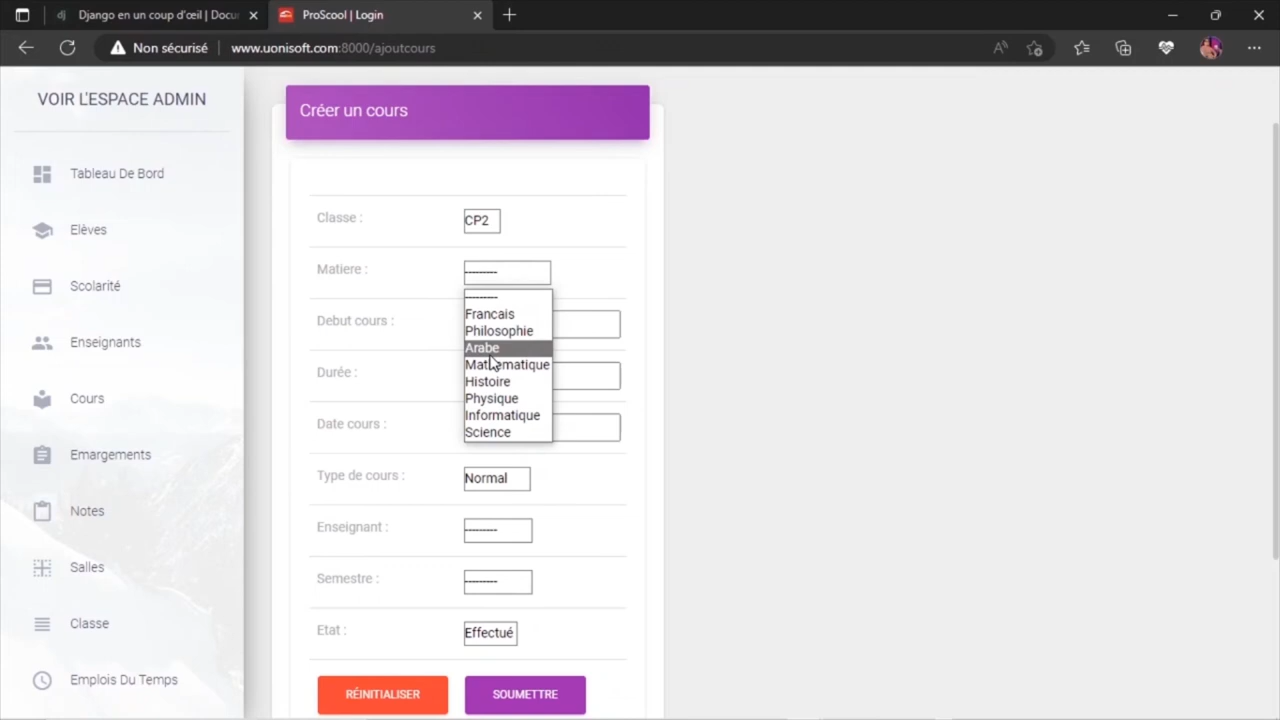 Django en un coup d'œil | Docu
ProScool | Login
Non sécurisé
www.uonisoft.com:8000/ajoutcours
VOIR L'ESPACE ADMIN
Tableau De Bord
Elèves
Scolarité
Enseignants
Cours
Emargements
Notes
Salles
Classe
Emplois Du Temps
Créer un cours
Classe :
CP2
Matiere :
---------
---------
Francais
Philosophie
Arabe
Mathematique
Histoire
Physique
Informatique
Science
Debut cours :
Durée :
Date cours :
Type de cours :
Normal
Enseignant :
---------
Semestre :
---------
Etat :
Effectué
RÉINITIALISER
SOUMETTRE